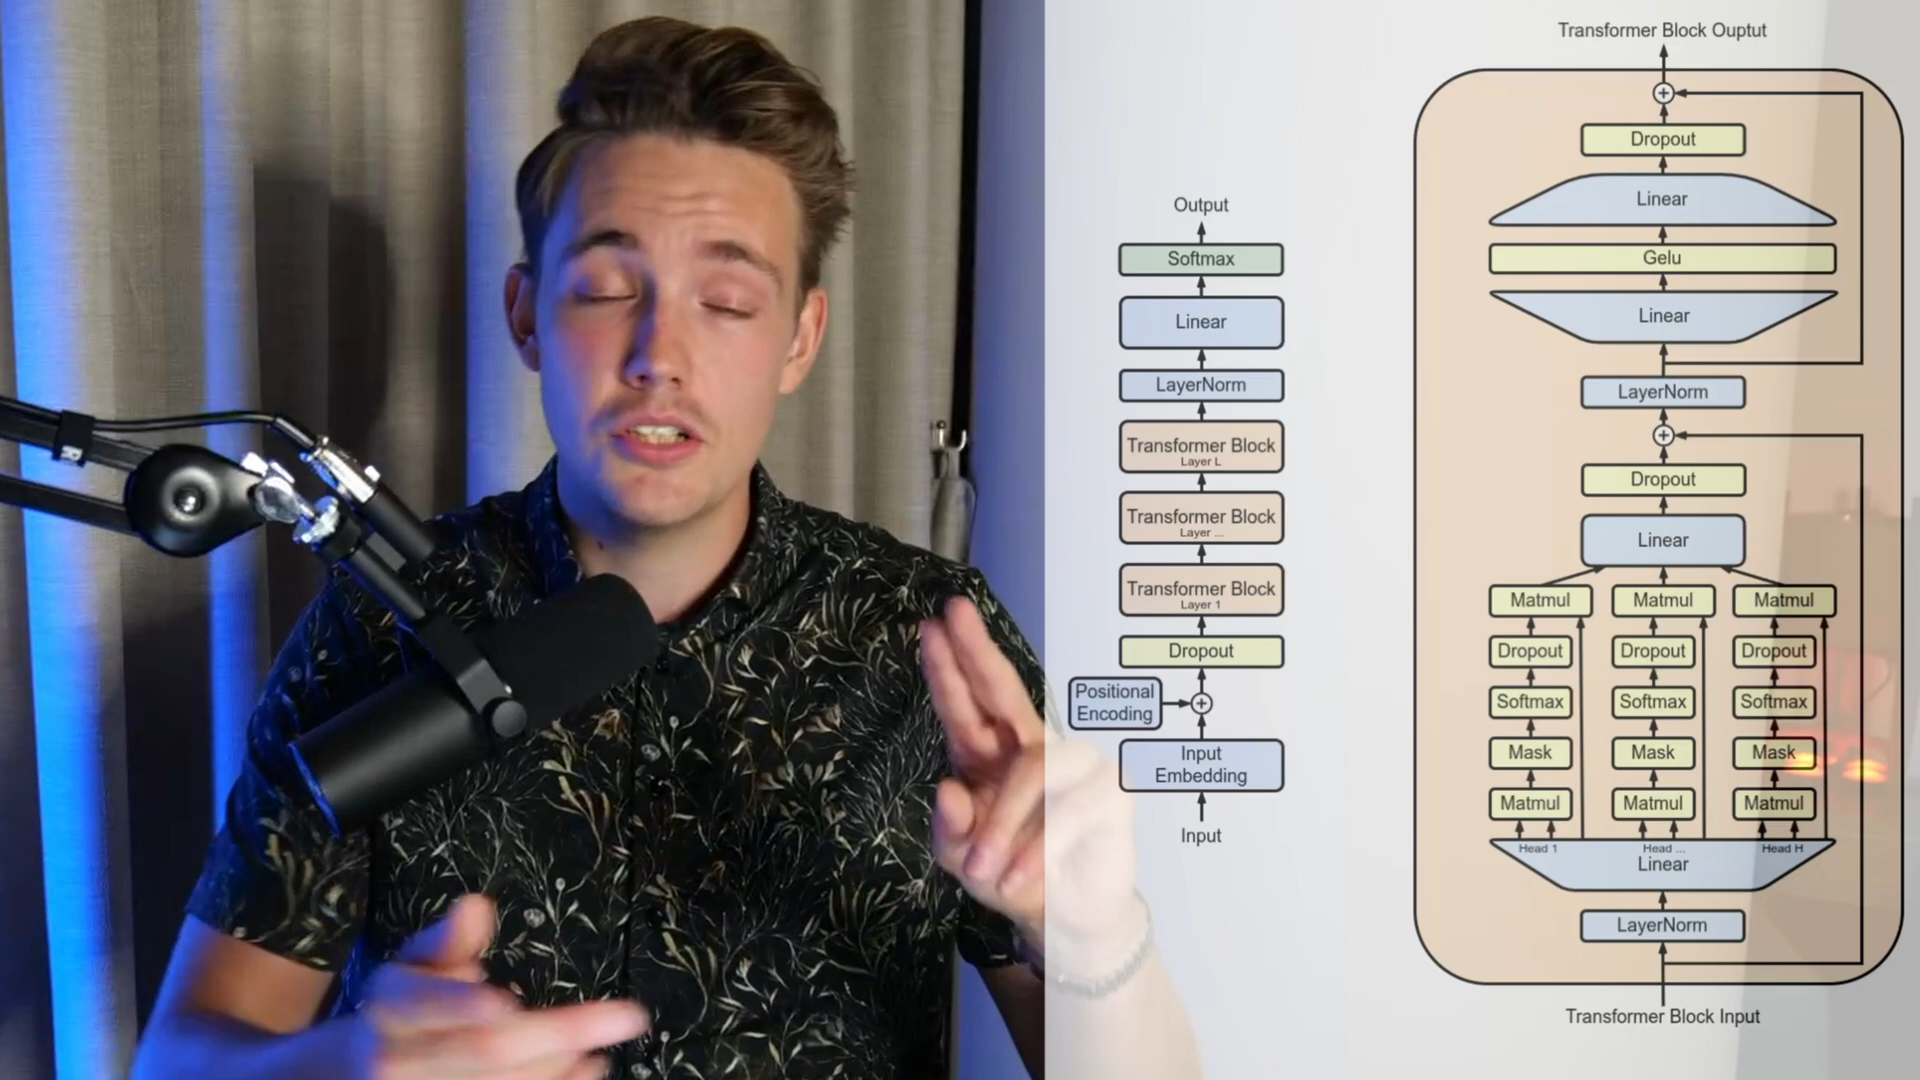 Output
Softmax
Linear
LayerNorm
Transformer Block
Layer L
Transformer Block
Layer ...
Transformer Block
Layer 1
Dropout
Positional
Encoding
+
Input
Embedding
Input
Transformer Block Ouptut
+
Dropout
Linear
Gelu
Linear
LayerNorm
+
Dropout
Linear
Matmul Matmul Matmul
Dropout Dropout Dropout
Softmax Softmax Softmax
Mask Mask Mask
Matmul Matmul Matmul
Head 1 Head ... Head H
Linear
LayerNorm
Transformer Block Input